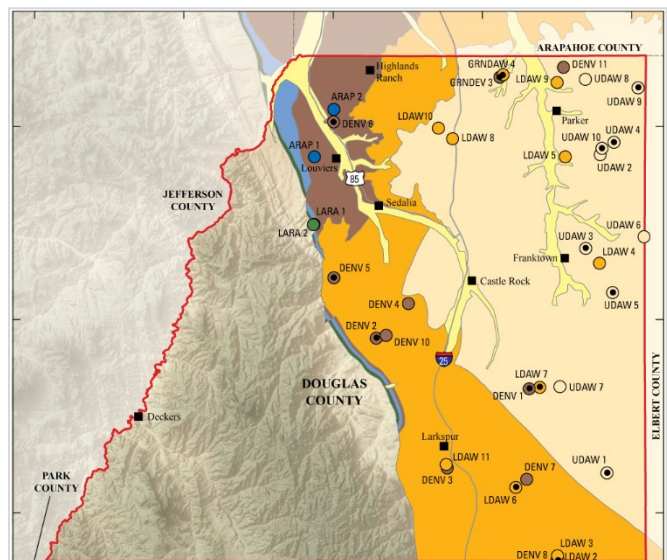 ARAPAHOE COUNTY
Highlands
Ranch
GRNDAW 4
GRNDEV 3
DENV 11
LDAW 9
UDAW 8
UDAW 9
ARAP 2
DENV 6
LDAW10
LDAW 8
Parker
UDAW 10
UDAW 4
UDAW 2
LDAW 5
ARAP 1
Louviers
85
JEFFERSON
COUNTY
Sedalia
LARA 1
LARA 2
UDAW 6
UDAW 3
LDAW 4
Franktown
DENV 5
Castle Rock
UDAW 5
DENV 4
DENV 2
DENV 10
25
DOUGLAS
COUNTY
LDAW 7
DENV 1
UDAW 7
ELBERT COUNTY
Deckers
Larkspur
LDAW 11
DENV 3
DENV 7
LDAW 6
UDAW 1
PARK
COUNTY
LDAW 3
DENV 8
LDAW 2